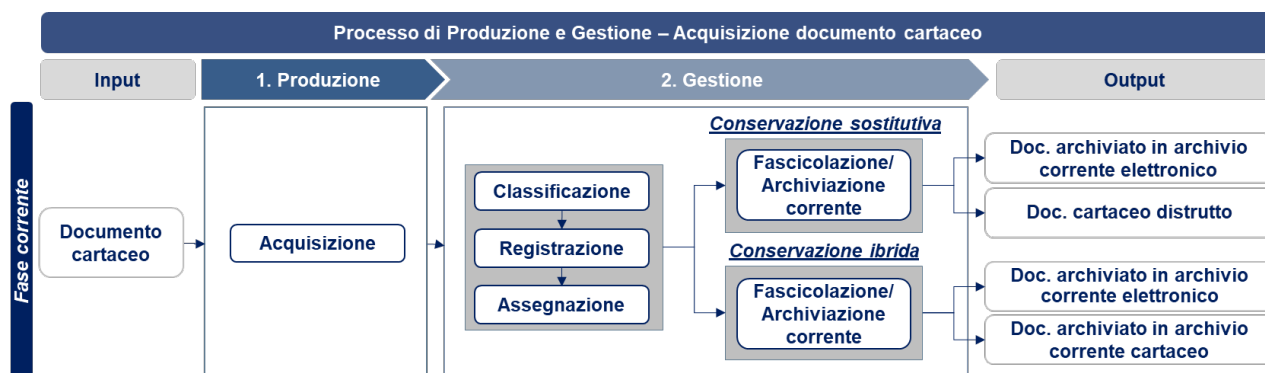 Processo di Produzione e Gestione – Acquisizione documento cartaceo
Input
1. Produzione
2. Gestione
Output
Fase corrente
Documento
cartaceo
Acquisizione
Classificazione
Registrazione
Assegnazione
Conservazione sostitutiva
Fascicolazione/
Archiviazione
corrente
Conservazione ibrida
Fascicolazione/
Archiviazione
corrente
Doc. archiviato in archivio
corrente elettronico
Doc. cartaceo distrutto
Doc. archiviato in archivio
corrente elettronico
Doc. archiviato in archivio
corrente cartaceo